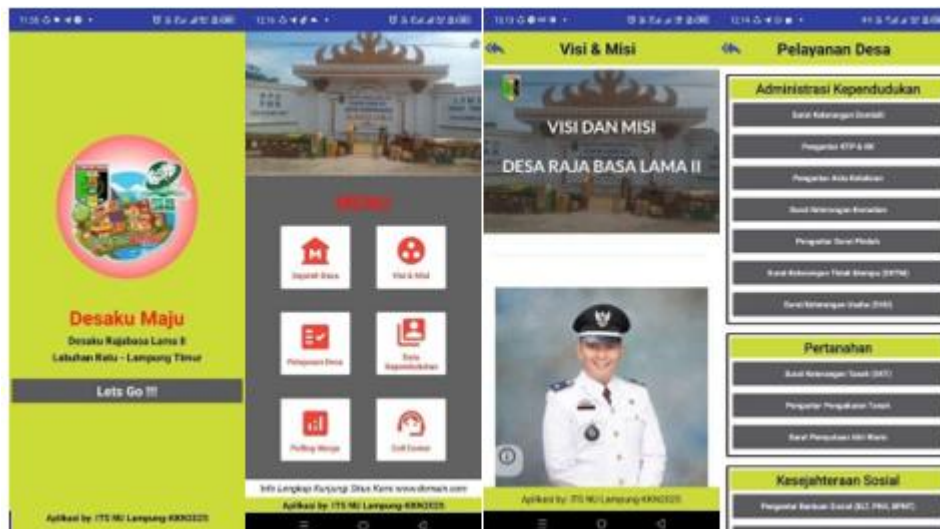 Desaku Maju
Desaku Rajabasa Lama II
Labuhan Ratu - Lampung Timur
Lets Go !!!
Aplikasi by: ITS NU Lampung-KKN2025
MENU
Sejarah Desa
Visi & Misi
Pelayanan Desa
Data Kependudukan
Polling Warga
Call Center
Info Lengkap Kunjungi Situs Kami www.domain.com
Aplikasi by: ITS NU Lampung-KKN2025
Visi & Misi
VISI DAN MISI
DESA RAJA BASA LAMA II
Aplikasi by: ITS NU Lampung-KKN2025
Pelayanan Desa
Administrasi Kependudukan
Surat Keterangan Domisili
Pengantar KTP & KK
Pengantar Akta Kelahiran
Surat Keterangan Kematian
Pengantar Surat Pindah
Surat Keterangan Tidak Mampu (SKTM)
Surat Keterangan Usaha (SKU)
Pertanahan
Surat Keterangan Tanah (SKT)
Pengantar Pengukuran Tanah
Surat Pernyataan Ahli Waris
Kesejahteraan Sosial
Pengantar Bantuan Sosial (BLT, PKH, BPNT)